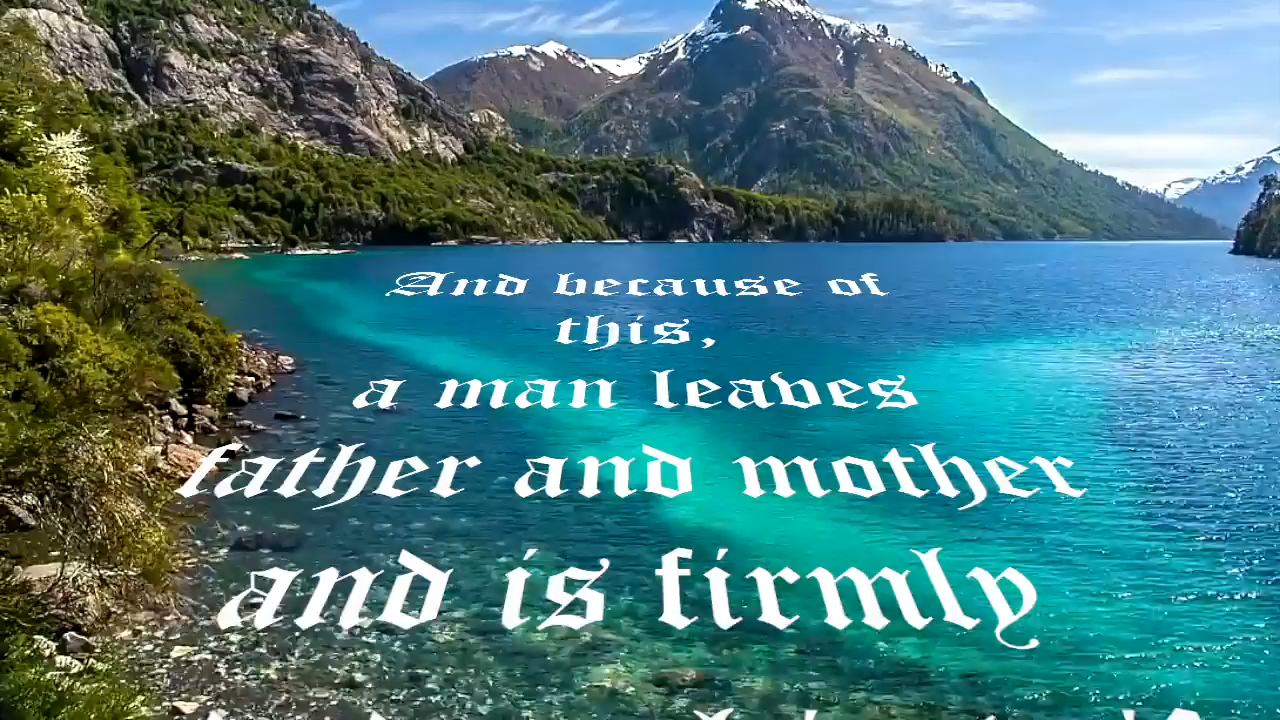 And because of
this,
a man leaves
father and mother
and is firmly